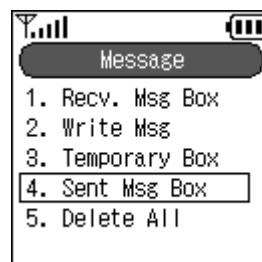 Message
1. Recv. Msg Box
2. Write Msg
3. Temporary Box
4. Sent Msg Box
5. Delete All